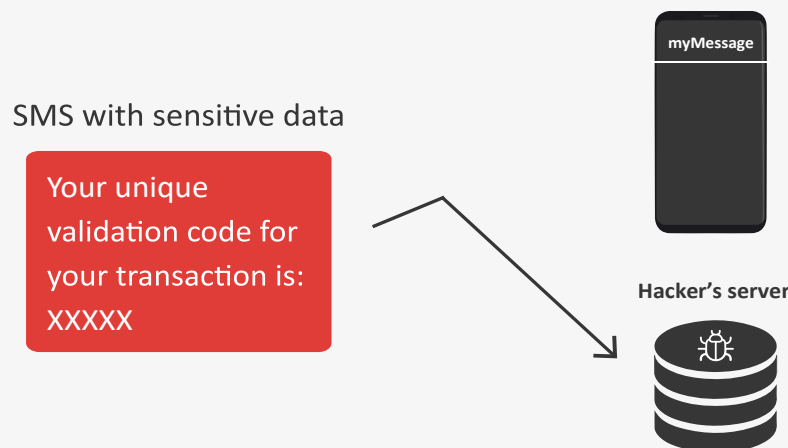 myMessage
SMS with sensitive data
Your unique
validation code for
your transaction is:
XXXXX
Hacker's server